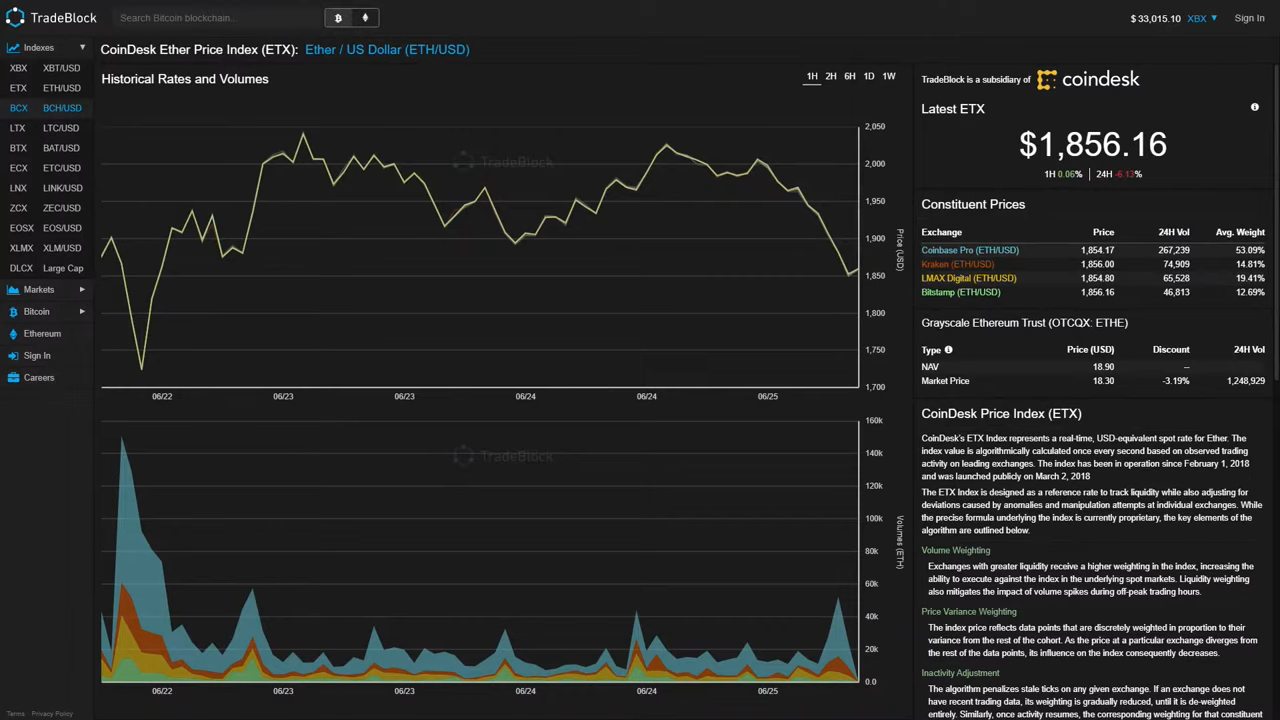 TradeBlock
Search Bitcoin blockchain..
$ 33,015.10 XBX ▼ Sign In
Indexes ▼
XBX XBT/USD
ETX ETH/USD
BCX BCH/USD
LTX LTC/USD
BTX BAT/USD
ECX ETC/USD
LNX LINK/USD
ZCX ZEC/USD
EOSX EOS/USD
XLMX XLM/USD
DLCX Large Cap
Markets
Bitcoin
Ethereum
Sign In
Careers
Terms Privacy Policy
CoinDesk Ether Price Index (ETX): Ether / US Dollar (ETH/USD)
Historical Rates and Volumes
1H 2H 6H 1D 1W
TradeBlock
2,050
2,000
1,950
1,900
1,850
1,800
1,750
1,700
Price (USD)
06/22 06/23 06/23 06/24 06/24 06/25
TradeBlock
160k
140k
120k
100k
80k
60k
40k
20k
0.0
Volumes (ETH)
06/22 06/23 06/23 06/24 06/24 06/25
TradeBlock is a subsidiary of coindesk
Latest ETX
$1,856.16
1H 0.06% | 24H -6.12%
Constituent Prices
Exchange Price 24H Vol Avg. Weight
Coinbase Pro (ETH/USD) 1,854.17 267,239 53.09%
Kraken (ETH/USD) 1,856.00 74,909 14.81%
LMAX Digital (ETH/USD) 1,854.80 65,528 19.41%
Bitstamp (ETH/USD) 1,856.16 46,813 12.69%
Grayscale Ethereum Trust (OTCQX: ETHE)
Type Price (USD) Discount 24H Vol
NAV 18.90 --
Market Price 18.30 -3.19% 1,248,929
CoinDesk Price Index (ETX)
CoinDesk's ETX Index represents a real-time, USD-equivalent spot rate for Ether. The
index value is algorithmically calculated once every second based on observed trading
activity on leading exchanges. The index has been in operation since February 1, 2018
and was launched publicly on March 2, 2018
The ETX Index is designed as a reference rate to track liquidity while also adjusting for
deviations caused by anomalies and manipulation attempts at individual exchanges. While
the precise formula underlying the index is currently proprietary, the key elements of the
algorithm are outlined below.
Volume Weighting
Exchanges with greater liquidity receive a higher weighting in the index, increasing the
ability to execute against the index in the underlying spot markets. Liquidity weighting
also mitigates the impact of volume spikes during off-peak trading hours.
Price Variance Weighting
The index price reflects data points that are discretely weighted in proportion to their
variance from the rest of the cohort. As the price at a particular exchange diverges from
the rest of the data points, its influence on the index consequently decreases.
Inactivity Adjustment
The algorithm penalizes stale ticks on any given exchange. If an exchange does not
have recent trading data, its weighting is gradually reduced, until it is de-weighted
entirely. Similarly, once activity resumes, the corresponding weighting for that constituent